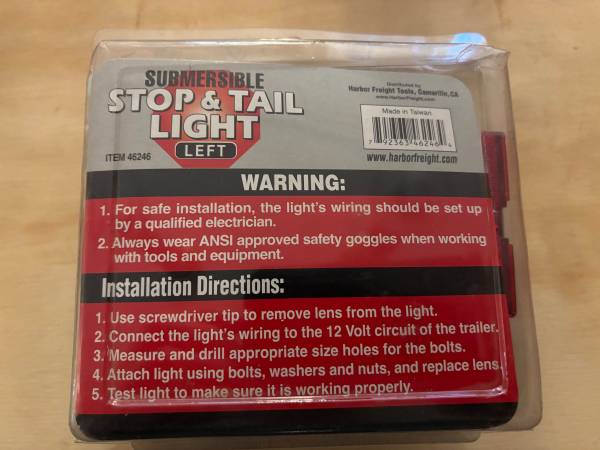 SUBMERSIBLE
STOP & TAIL
LIGHT
LEFT
ITEM 46246
Distributed by
Harbor Freight Tools, Camarillo, CA
www.harborfreight.com
Made in Taiwan
7 92363 46246 4
www.harborfreight.com
WARNING:
1. For safe installation, the light's wiring should be set up
by a qualified electrician.
2. Always wear ANSI approved safety goggles when working
with tools and equipment.
Installation Directions:
1. Use screwdriver tip to remove lens from the light.
2. Connect the light's wiring to the 12 Volt circuit of the trailer.
3. Measure and drill appropriate size holes for the bolts.
4. Attach light using bolts, washers and nuts, and replace lens.
5. Test light to make sure it is working properly.